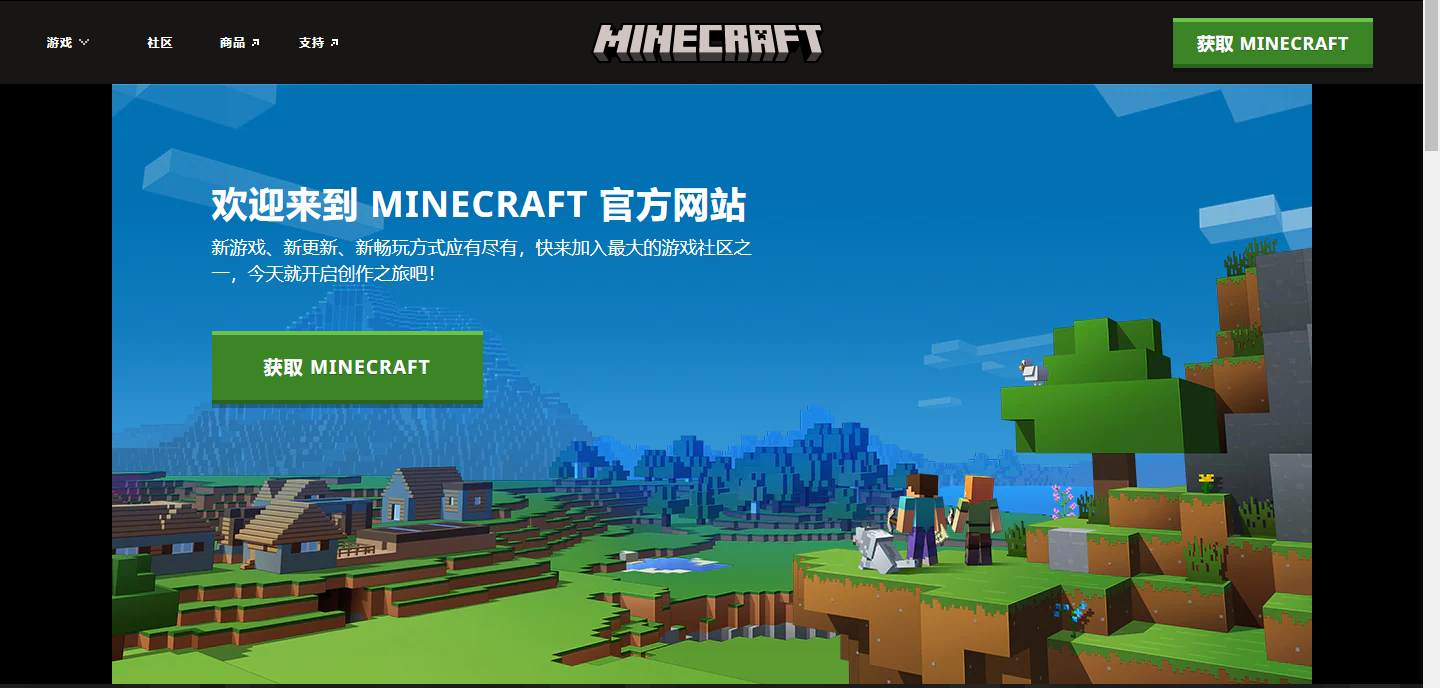 游戏
社区
商品
支持
MINECRAFT
获取 MINECRAFT
欢迎来到 MINECRAFT 官方网站
新游戏、新更新、新畅玩方式应有尽有，快来加入最大的游戏社区之
一，今天就开启创作之旅吧！
获取 MINECRAFT